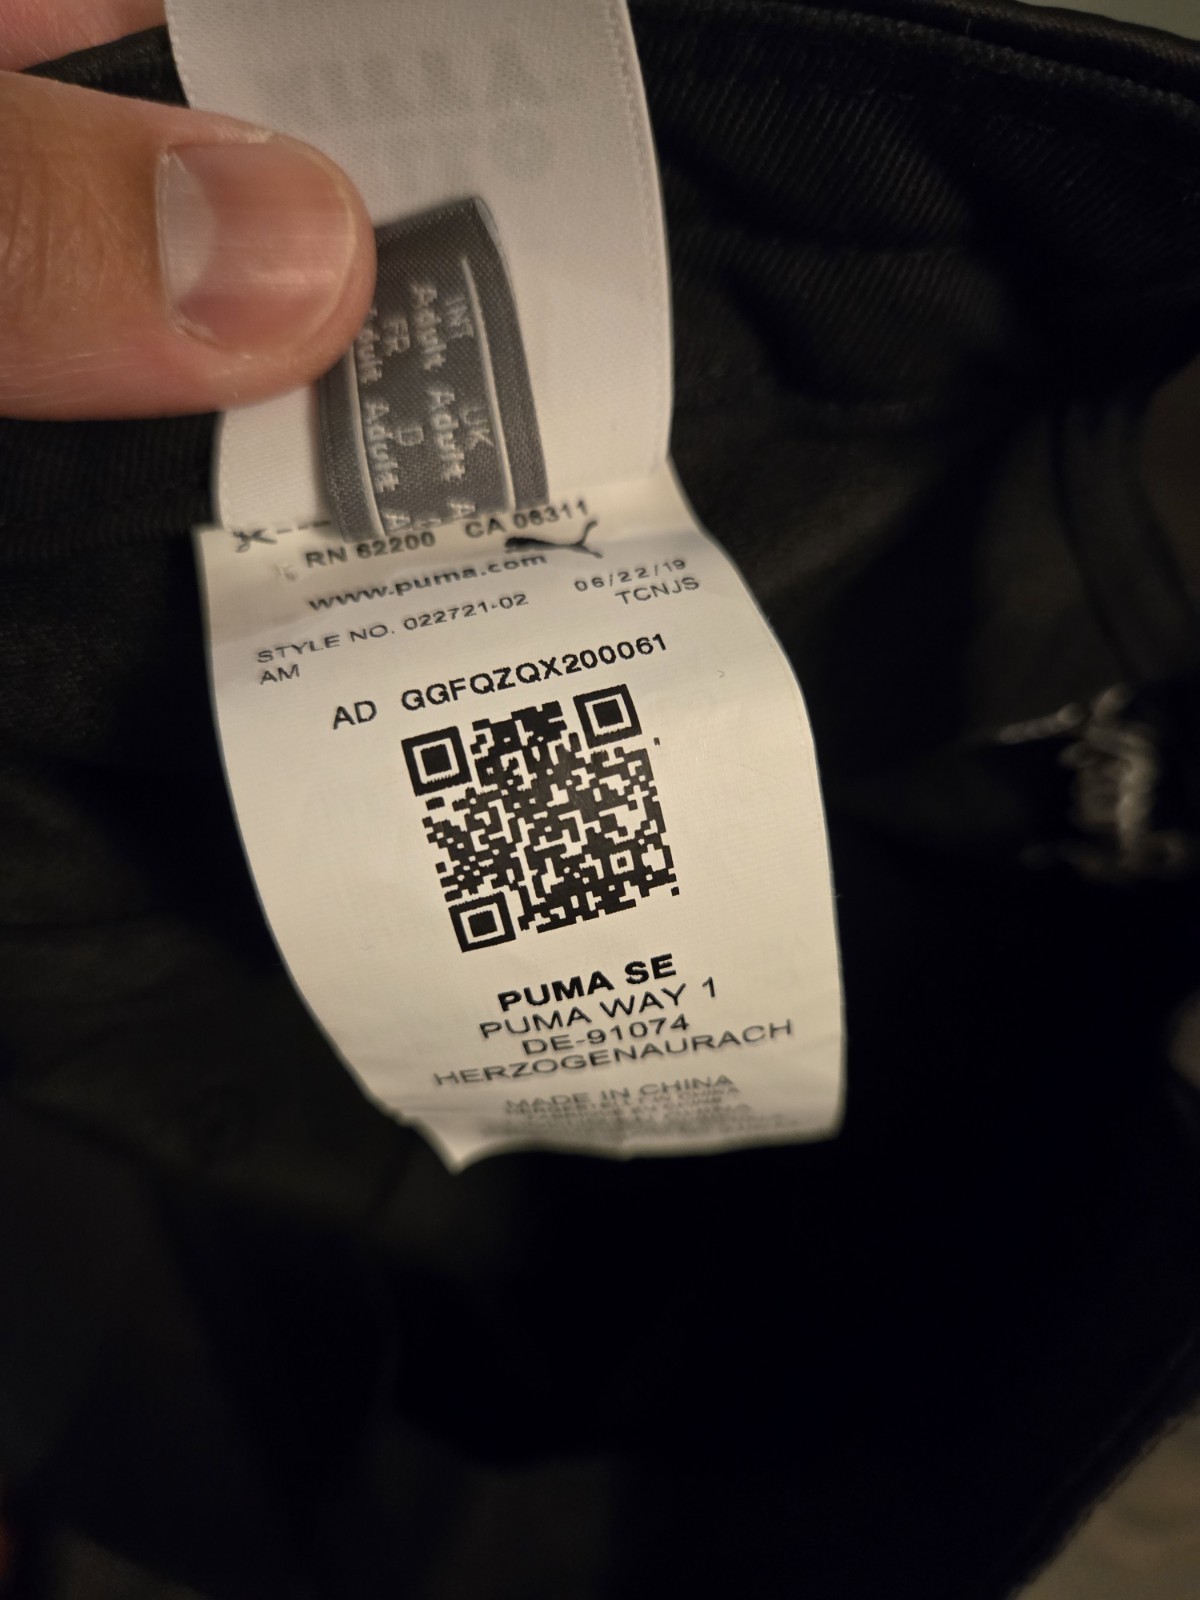 INT UK
Adult Adult A
FR D
Adult Adult A
RN 62200 CA 06311
www.puma.com
06/22/19
STYLE NO. 022721-02 TCNJS
AM
AD GGFQZQX200061
PUMA SE
PUMA WAY 1
DE-91074
HERZOGENAURACH
MADE IN CHINA